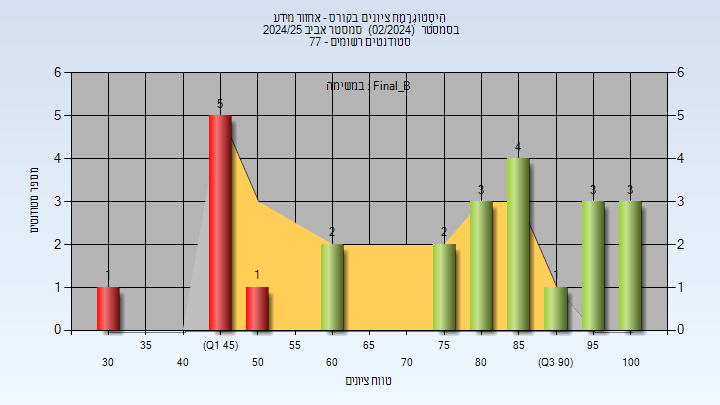 היסטוגרמת ציונים בקורס - אחזור מידע
בסמסטר (02/2024) סמסטר אביב 2024/25
סטודנטים רשומים - 77
במשימה : Final_B
מספר סטודנטים
6 6
5 5
4 4
3 3
2 2
1 1
0 0
1 5 1 2 2 3 4 1 3 3
35 (Q1 45) 55 65 75 85 95
30 40 50 60 70 80 (Q3 90) 100
טווח ציונים